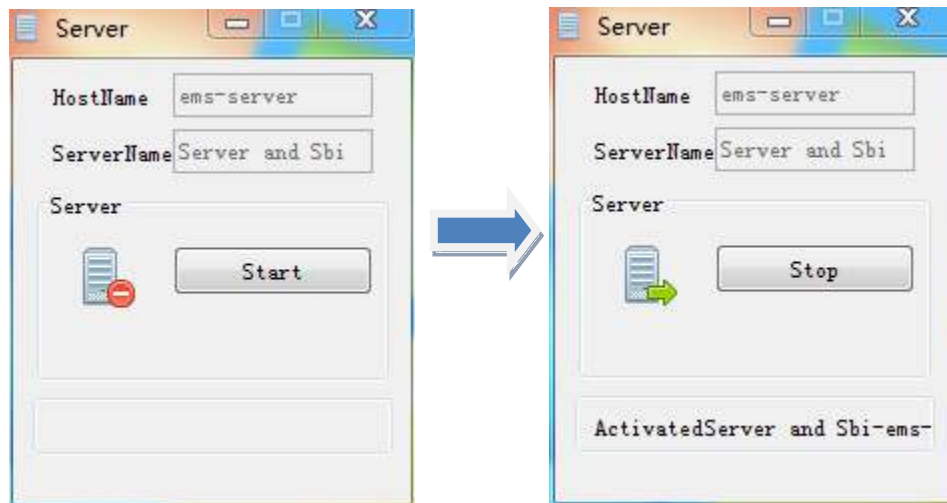 Server
HostName ems-server
ServerName Server and Sbi
Server
Start
Server
HostName ems-server
ServerName Server and Sbi
Server
Stop
ActivatedServer and Sbi-ems-